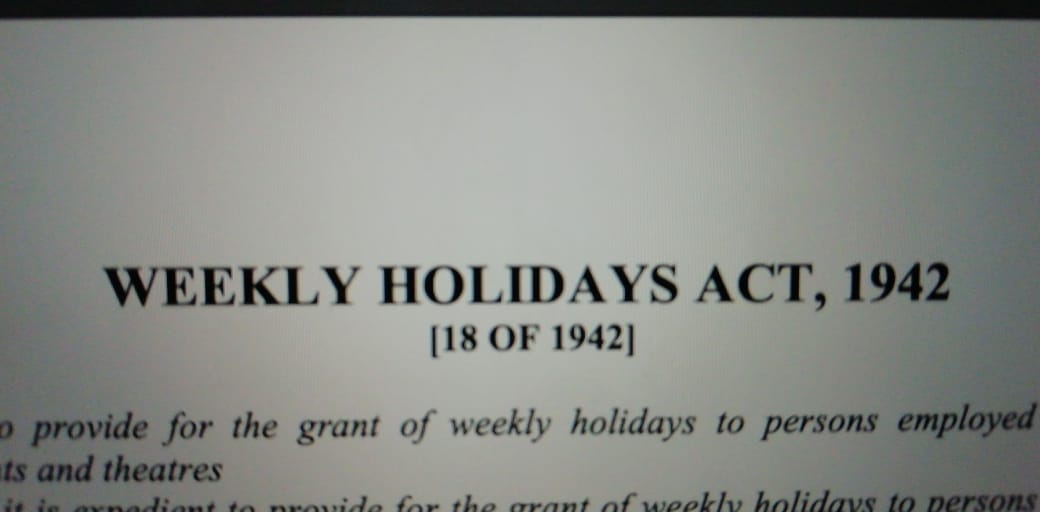 WEEKLY HOLIDAYS ACT, 1942
[18 OF 1942]
provide for the grant of weekly holidays to persons employed
and theatres
it is expedient to provide for the grant of weekly holidays to persons